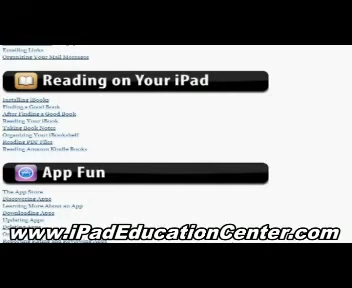 Emailing Links
Organizing Your Mail Messages
Reading on Your iPad
Installing iBooks
Finding a Good Book
After Finding a Good Book
Reading Your iBook
Taking Book Notes
Organizing Your iBookshelf
Reading PDF Files
Reading Amazon Kindle Books
App Fun
The App Store
Discovering Apps
Learning More About an App
Downloading Apps
Updating Apps
www.iPadEducationCenter.com